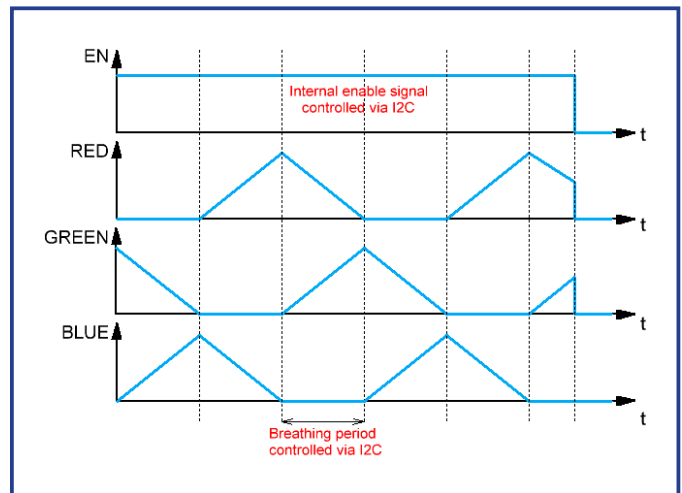 EN
Internal enable signal
controlled via I2C
t
RED
t
GREEN
t
BLUE
t
Breathing period
controlled via I2C